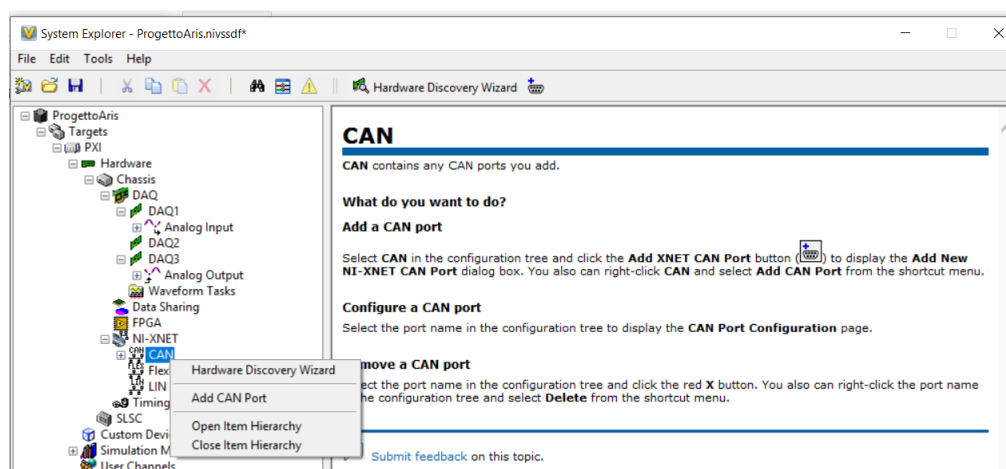 System Explorer - ProgettoAris.nivssdf*
File Edit Tools Help
Hardware Discovery Wizard
ProgettoAris
Targets
PXI
Hardware
Chassis
DAQ
DAQ1
Analog Input
DAQ2
DAQ3
Analog Output
Waveform Tasks
Data Sharing
FPGA
NI-XNET
CAN
Flex
LIN
Timing
SLSC
Custom Devi
Simulation M
User Channels
Hardware Discovery Wizard
Add CAN Port
Open Item Hierarchy
Close Item Hierarchy
CAN
CAN contains any CAN ports you add.
What do you want to do?
Add a CAN port
Select CAN in the configuration tree and click the Add XNET CAN Port button ( ) to display the Add New
NI-XNET CAN Port dialog box. You also can right-click CAN and select Add CAN Port from the shortcut menu.
Configure a CAN port
Select the port name in the configuration tree to display the CAN Port Configuration page.
move a CAN port
ect the port name in the configuration tree and click the red X button. You also can right-click the port name
the configuration tree and select Delete from the shortcut menu.
Submit feedback on this topic.